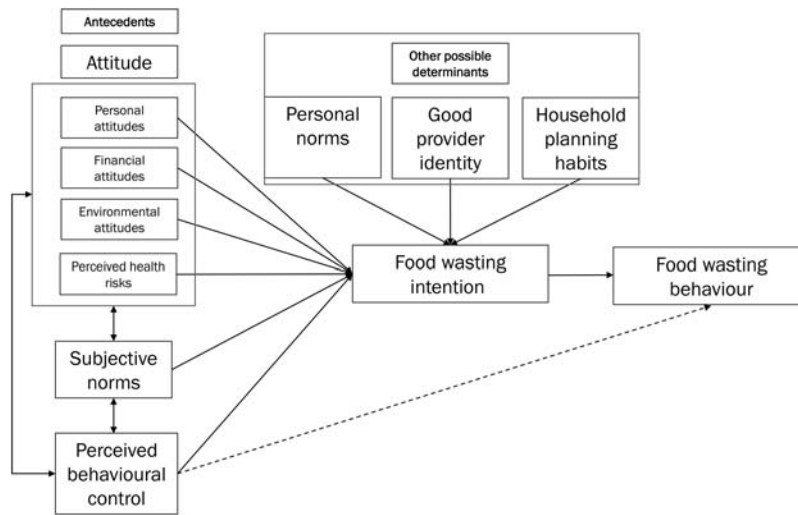 Antecedents
Attitude
Personal
attitudes
Financial
attitudes
Environmental
attitudes
Perceived health
risks
Subjective
norms
Perceived
behavioural
control
Other possible
determinants
Personal
norms
Good
provider
identity
Household
planning
habits
Food wasting
intention
Food wasting
behaviour